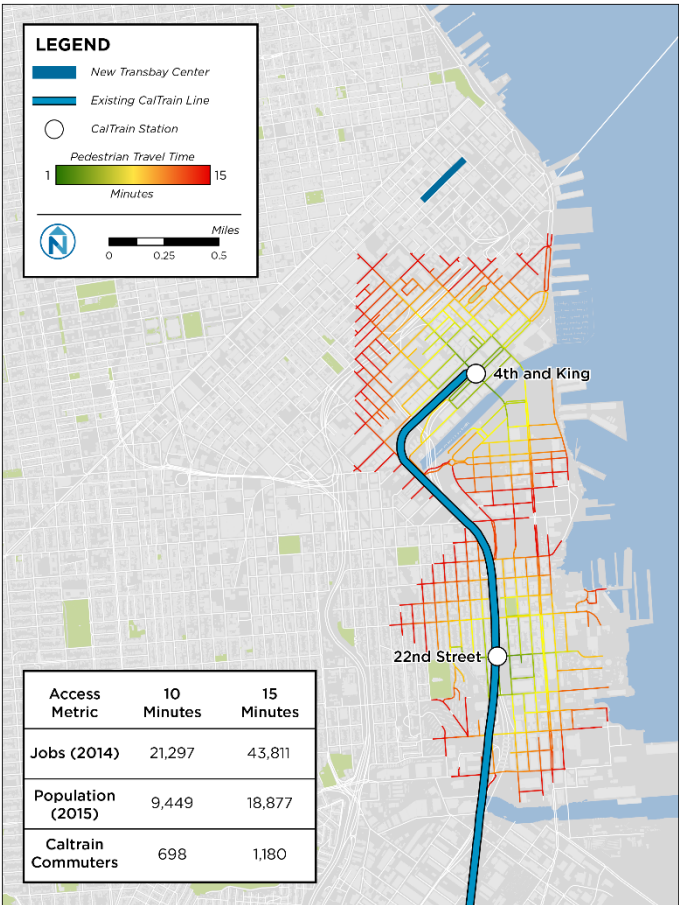 LEGEND
New Transbay Center
Existing CalTrain Line
CalTrain Station
Pedestrian Travel Time
1 15
Minutes
N
Miles
0 0.25 0.5
4th and King
22nd Street
Access Metric 10 Minutes 15 Minutes
Jobs (2014) 21,297 43,811
Population (2015) 9,449 18,877
Caltrain Commuters 698 1,180